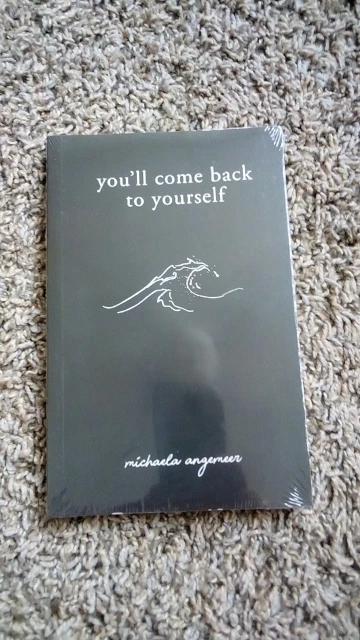 you'll come back
to yourself
michaela angemeer